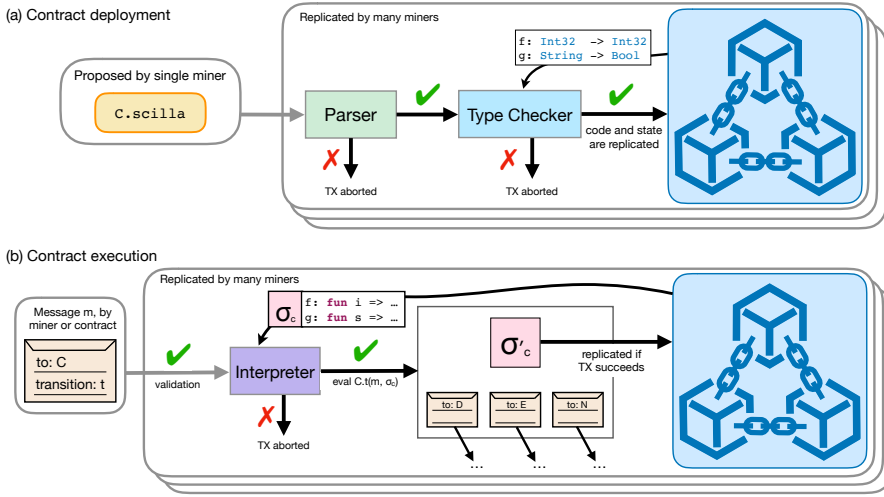 (a) Contract deployment
Replicated by many miners
Proposed by single miner
C.scilla
f: Int32 -> Int32
g: String -> Bool
Parser
Type Checker
code and state
are replicated
TX aborted
TX aborted
(b) Contract execution
Replicated by many miners
Message m, by
miner or contract
to: C
transition: t
validation
σc
f: fun i => …
g: fun s => …
Interpreter
eval C.t(m, σc)
TX aborted
σ'c
replicated if
TX succeeds
to: D
to: E
to: N
…
…
…